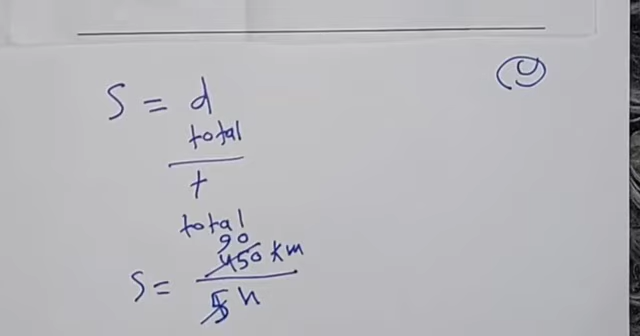 S = d
total
t
total
90
S = 450 km
5 h